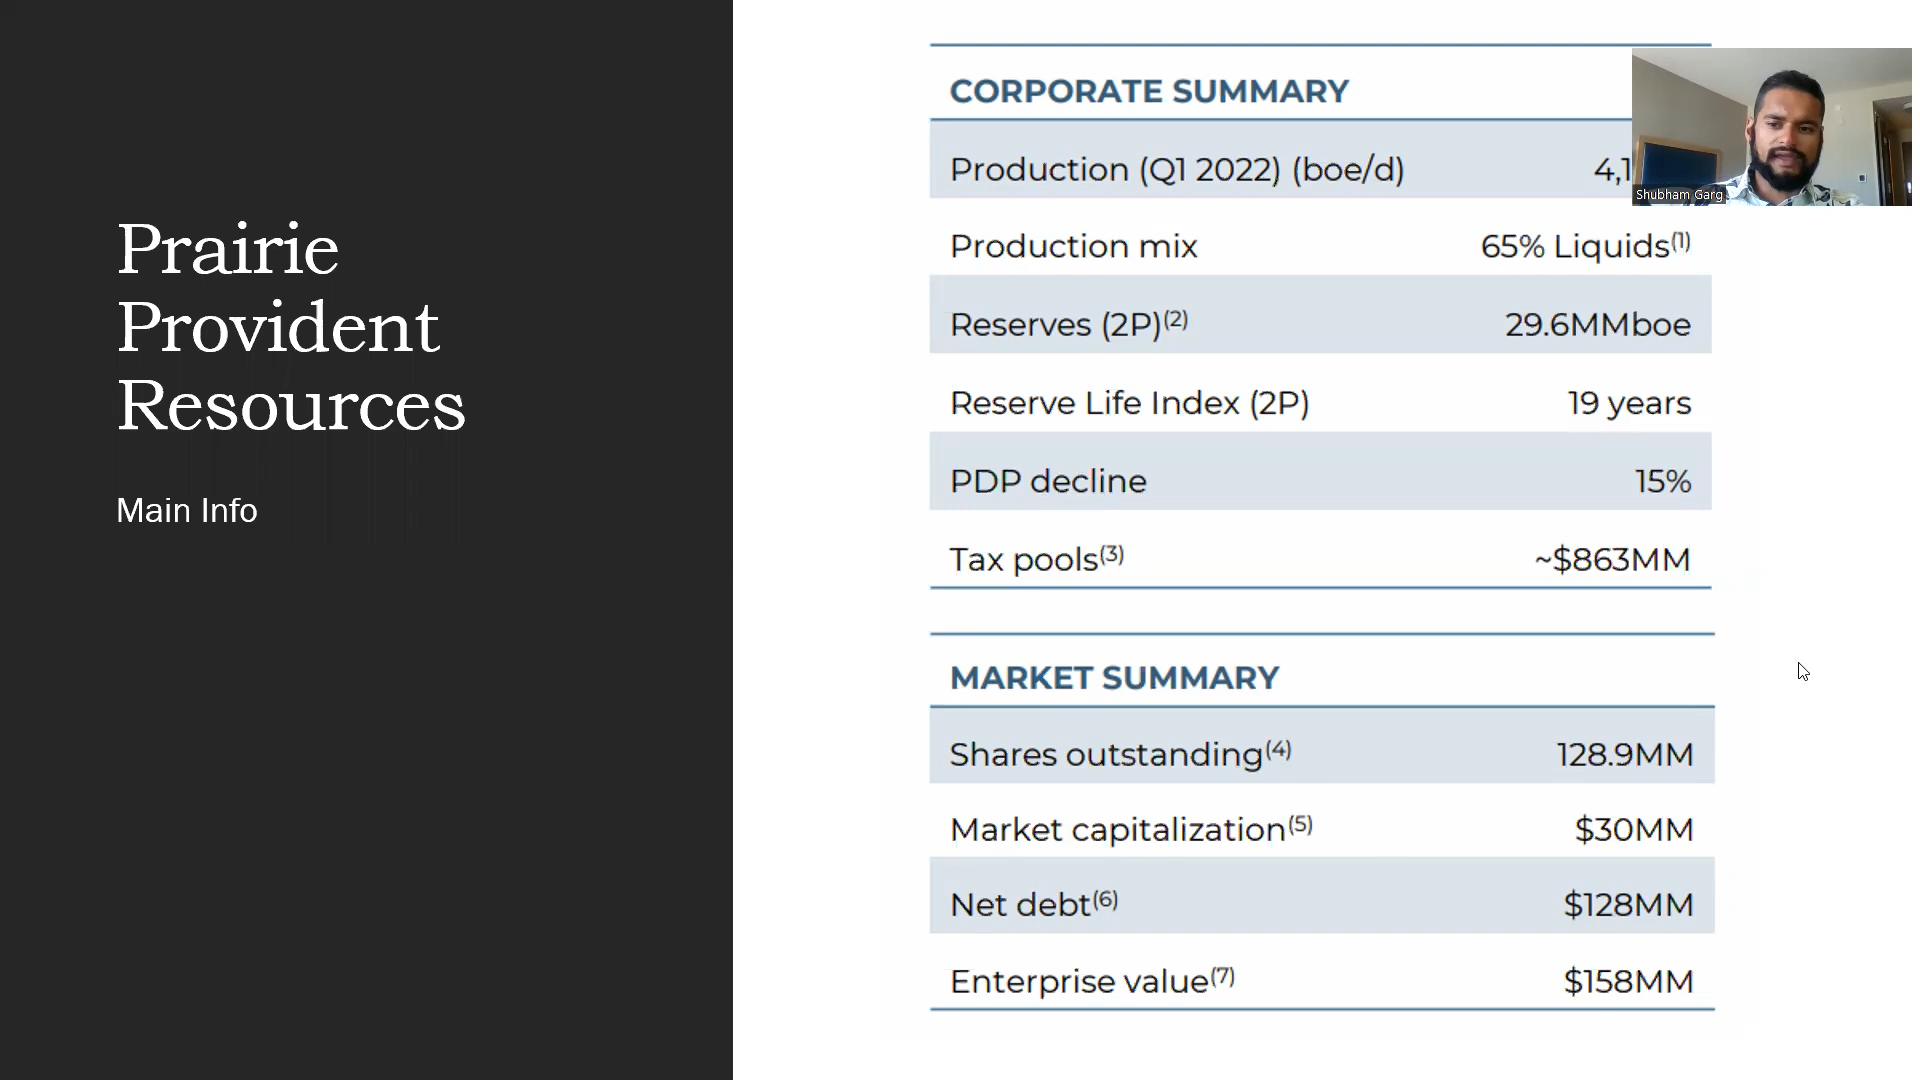 Prairie
Provident
Resources
Main Info
CORPORATE SUMMARY
Production (Q1 2022) (boe/d) 4,1
Production mix 65% Liquids(1)
Reserves (2P)(2) 29.6MMboe
Reserve Life Index (2P) 19 years
PDP decline 15%
Tax pools(3) ~$863MM
MARKET SUMMARY
Shares outstanding(4) 128.9MM
Market capitalization(5) $30MM
Net debt(6) $128MM
Enterprise value(7) $158MM
Shubham Garg